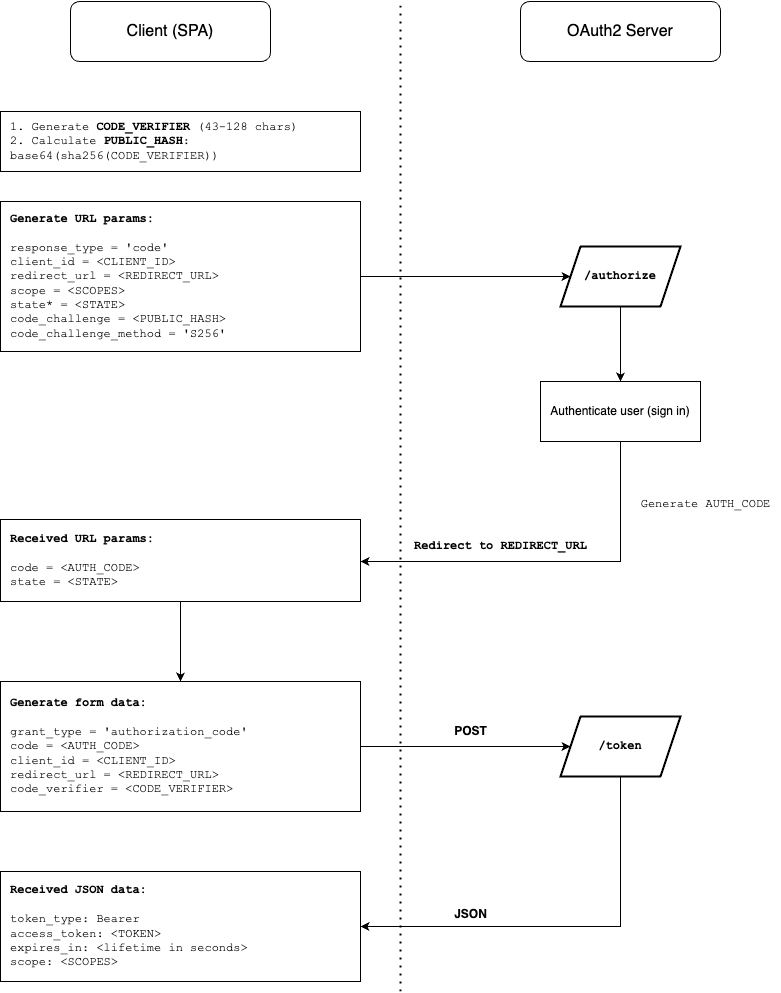 Client (SPA)
OAuth2 Server
1. Generate CODE_VERIFIER (43-128 chars)
2. Calculate PUBLIC_HASH:
base64(sha256(CODE_VERIFIER))
Generate URL params:
response_type = 'code'
client_id = <CLIENT_ID>
redirect_url = <REDIRECT_URL>
scope = <SCOPES>
state* = <STATE>
code_challenge = <PUBLIC_HASH>
code_challenge_method = 'S256'
/authorize
Authenticate user (sign in)
Generate AUTH_CODE
Redirect to REDIRECT_URL
Received URL params:
code = <AUTH_CODE>
state = <STATE>
Generate form data:
grant_type = 'authorization_code'
code = <AUTH_CODE>
client_id = <CLIENT_ID>
redirect_url = <REDIRECT_URL>
code_verifier = <CODE_VERIFIER>
POST
/token
Received JSON data:
token_type: Bearer
access_token: <TOKEN>
expires_in: <lifetime in seconds>
scope: <SCOPES>
JSON